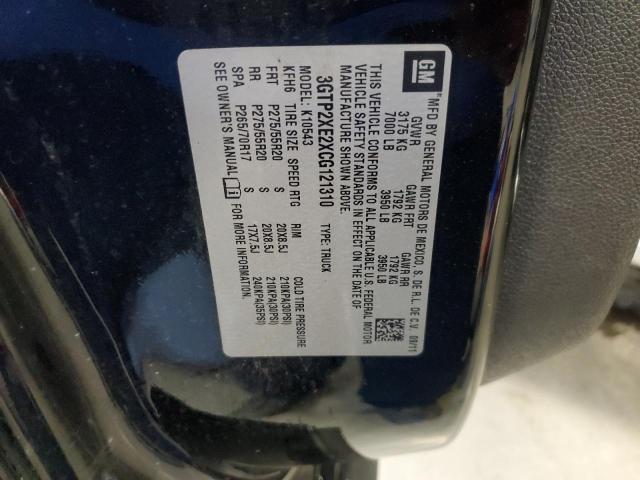 GM
MFD BY GENERAL MOTORS DE MEXICO, S. DE R.L. DE C.V. 09/11
GVWR GAWR FRT GAWR RR
3175 KG 1792 KG 1792 KG
7000 LB 3950 LB 3950 LB
THIS VEHICLE CONFORMS TO ALL APPLICABLE U.S. FEDERAL MOTOR
VEHICLE SAFETY STANDARDS IN EFFECT ON THE DATE OF
MANUFACTURE SHOWN ABOVE.
3GTP2XE2XCG121310 TYPE: TRUCK
MODEL: K10543
KFH6 TIRE SIZE SPEED RTG RIM COLD TIRE PRESSURE
FRT P275/55R20 S 20X8.5J 210KPA(30PSI)
RR P275/55R20 S 20X8.5J 210KPA(30PSI)
SPA P265/70R17 S 17X7.5J 240KPA(35PSI)
SEE OWNER'S MANUAL i FOR MORE INFORMATION.